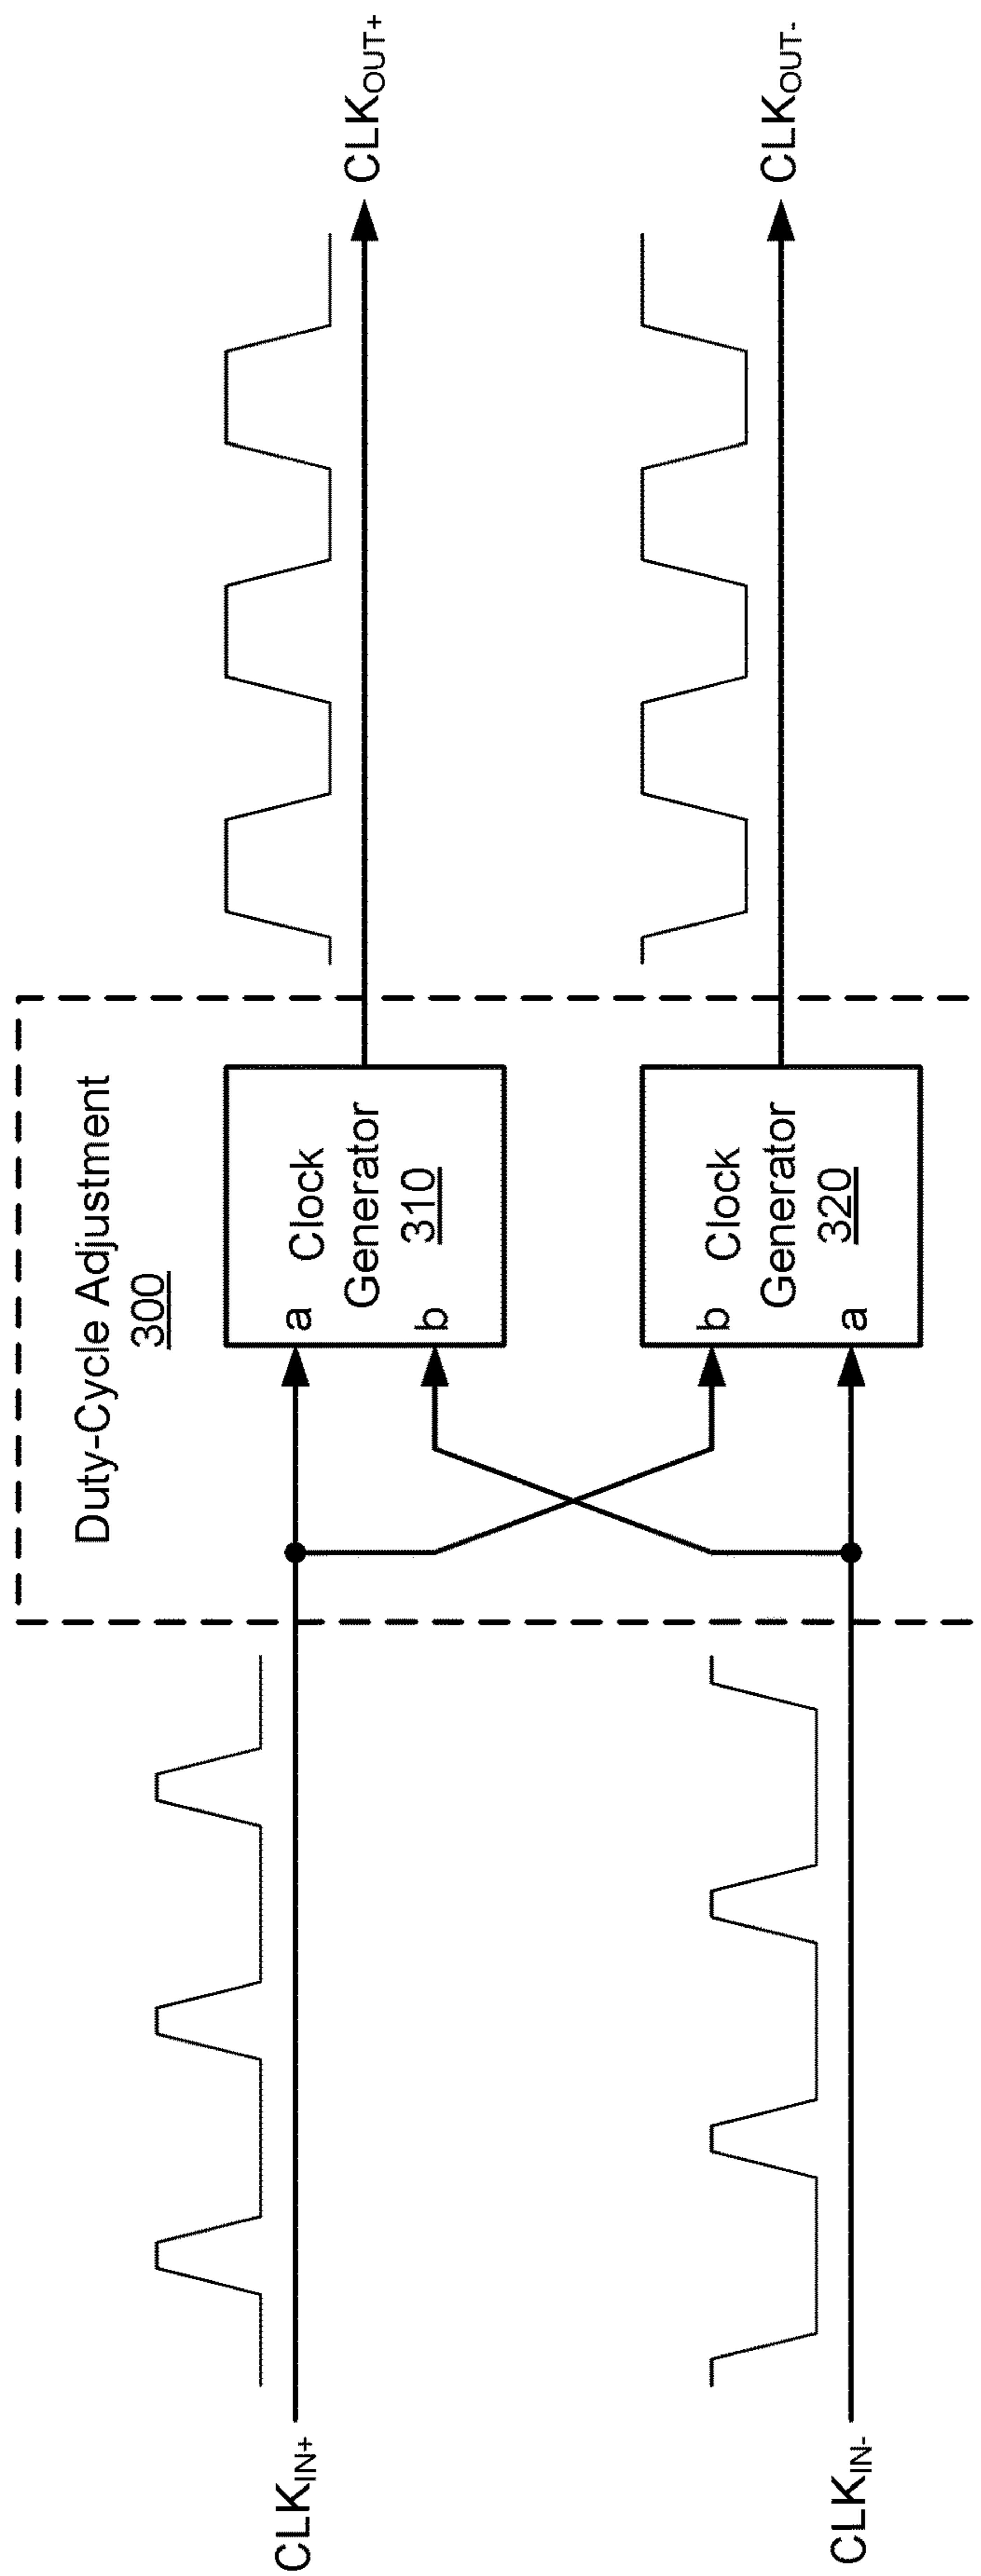 Duty-Cycle Adjustment
300
CLKIN+
a
Clock
Generator
310
b
CLKOUT+
b
Clock
Generator
320
a
CLKIN-
CLKOUT-